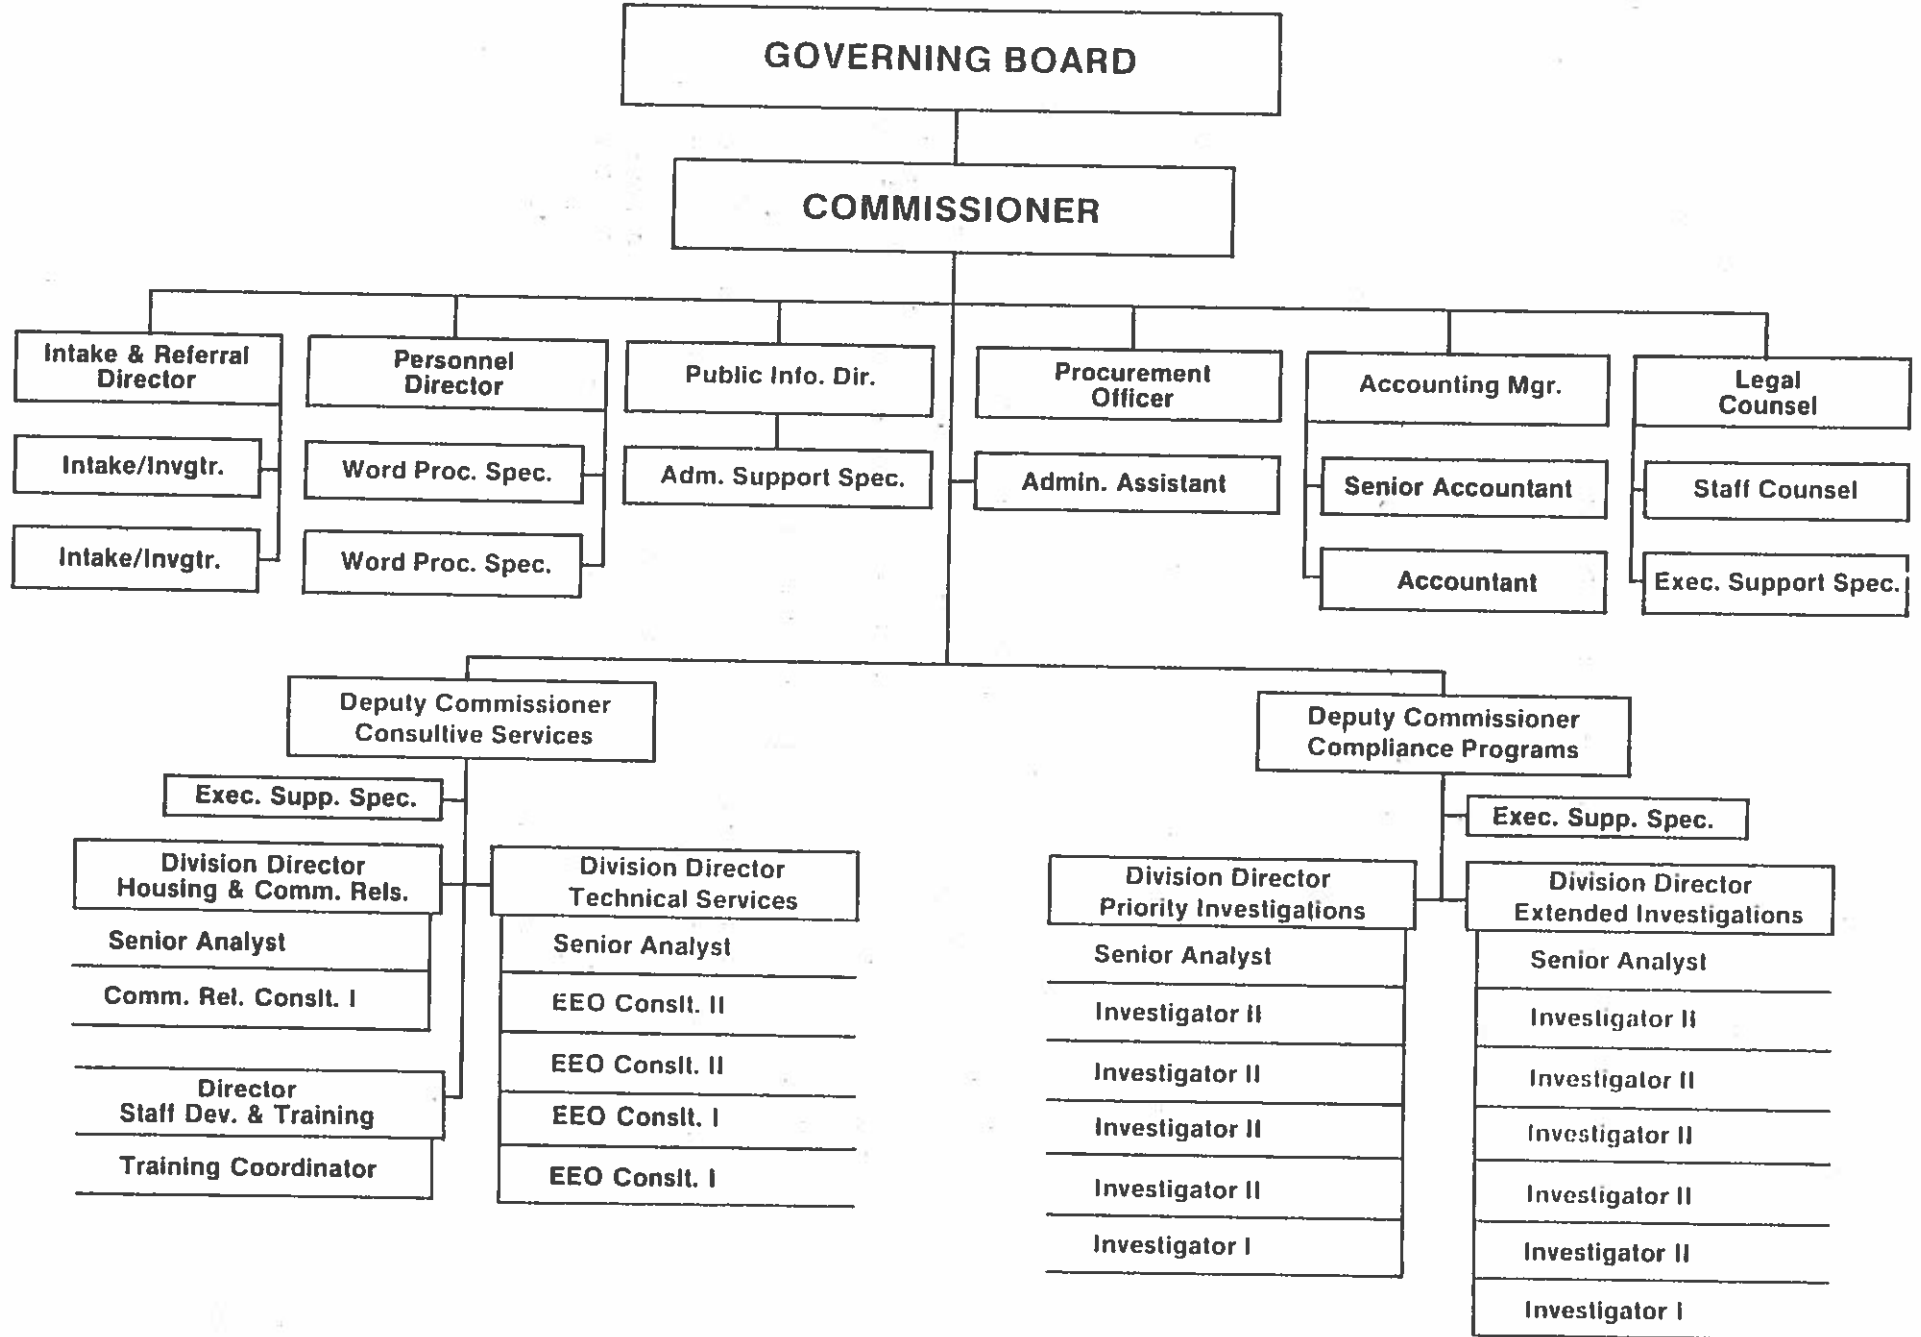 GOVERNING BOARD
COMMISSIONER
Intake & Referral
Director
Personnel
Director
Public Info. Dir.
Procurement
Officer
Accounting Mgr.
Legal
Counsel
Intake/Invgtr.
Word Proc. Spec.
Adm. Support Spec.
Admin. Assistant
Senior Accountant
Staff Counsel
Intake/Invgtr.
Word Proc. Spec.
Accountant
Exec. Support Spec.
Deputy Commissioner
Consultive Services
Exec. Supp. Spec.
Division Director
Housing & Comm. Rels.
Senior Analyst
Comm. Rel. Conslt. I
Director
Staff Dev. & Training
Training Coordinator
Division Director
Technical Services
Senior Analyst
EEO Conslt. II
EEO Conslt. II
EEO Conslt. I
EEO Conslt. I
Deputy Commissioner
Compliance Programs
Exec. Supp. Spec.
Division Director
Priority Investigations
Senior Analyst
Investigator II
Investigator II
Investigator II
Investigator II
Investigator I
Division Director
Extended Investigations
Senior Analyst
Investigator II
Investigator II
Investigator II
Investigator II
Investigator II
Investigator I